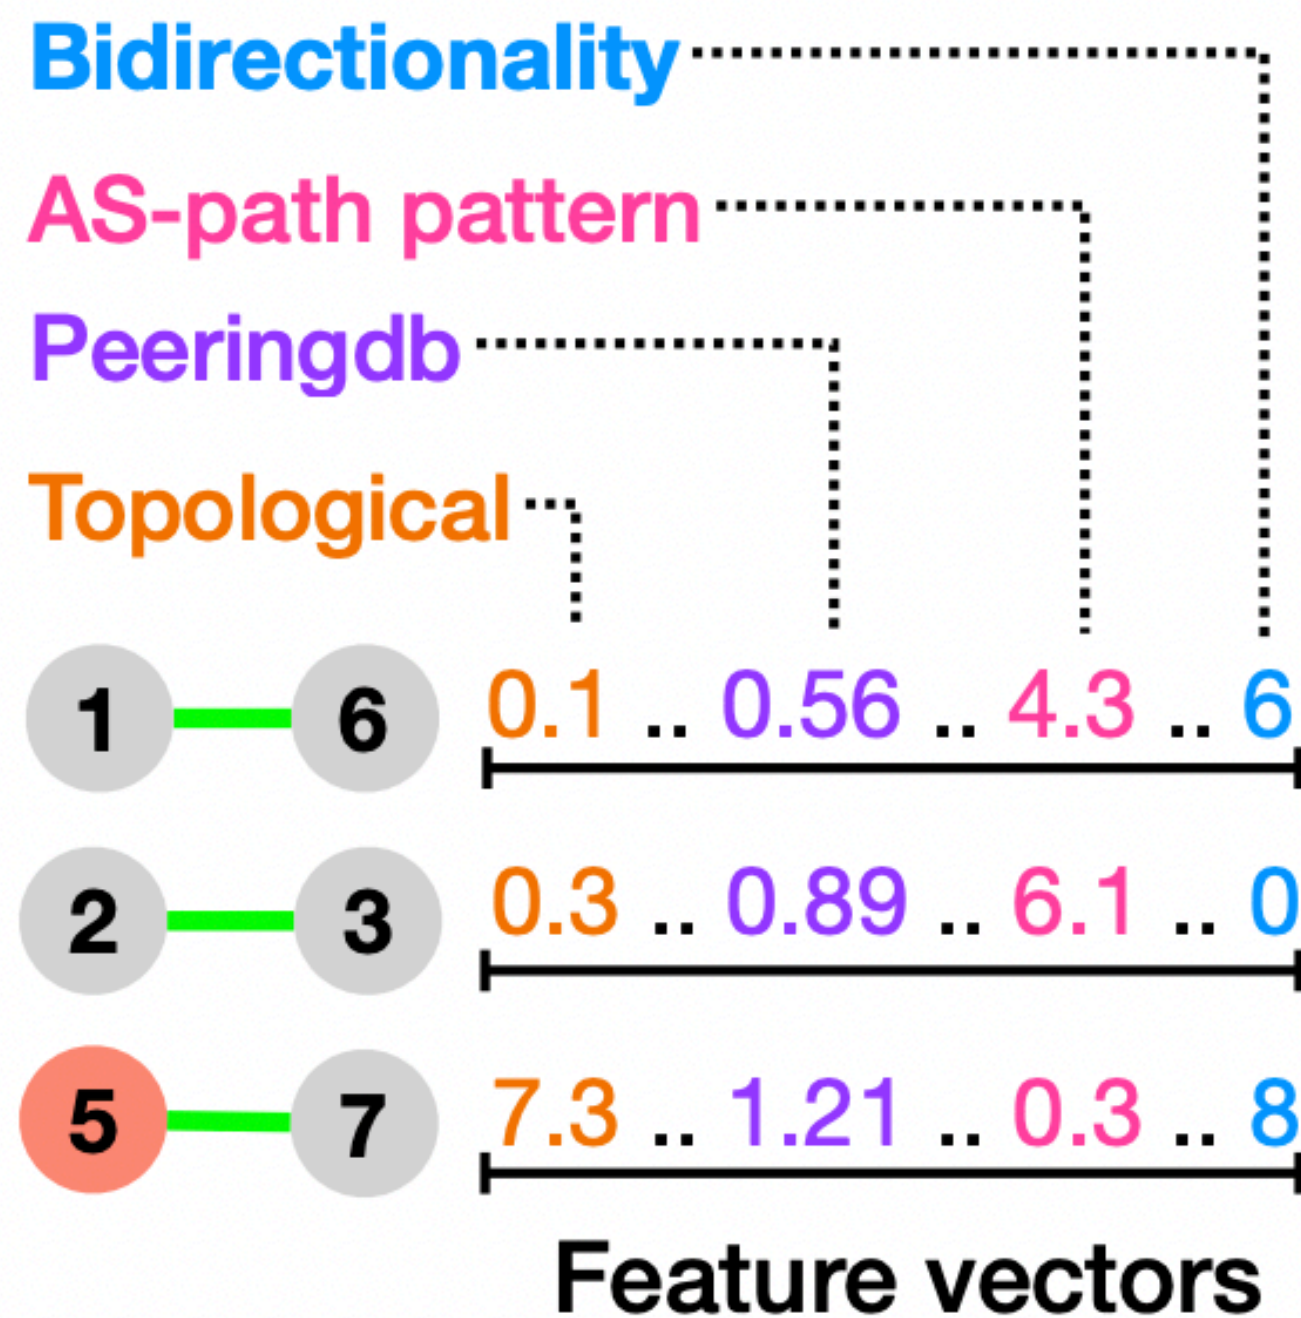 Bidirectionality
AS-path pattern
Peeringdb
Topological
1 6 0.1 .. 0.56 .. 4.3 .. 6
2 3 0.3 .. 0.89 .. 6.1 .. 0
5 7 7.3 .. 1.21 .. 0.3 .. 8
Feature vectors